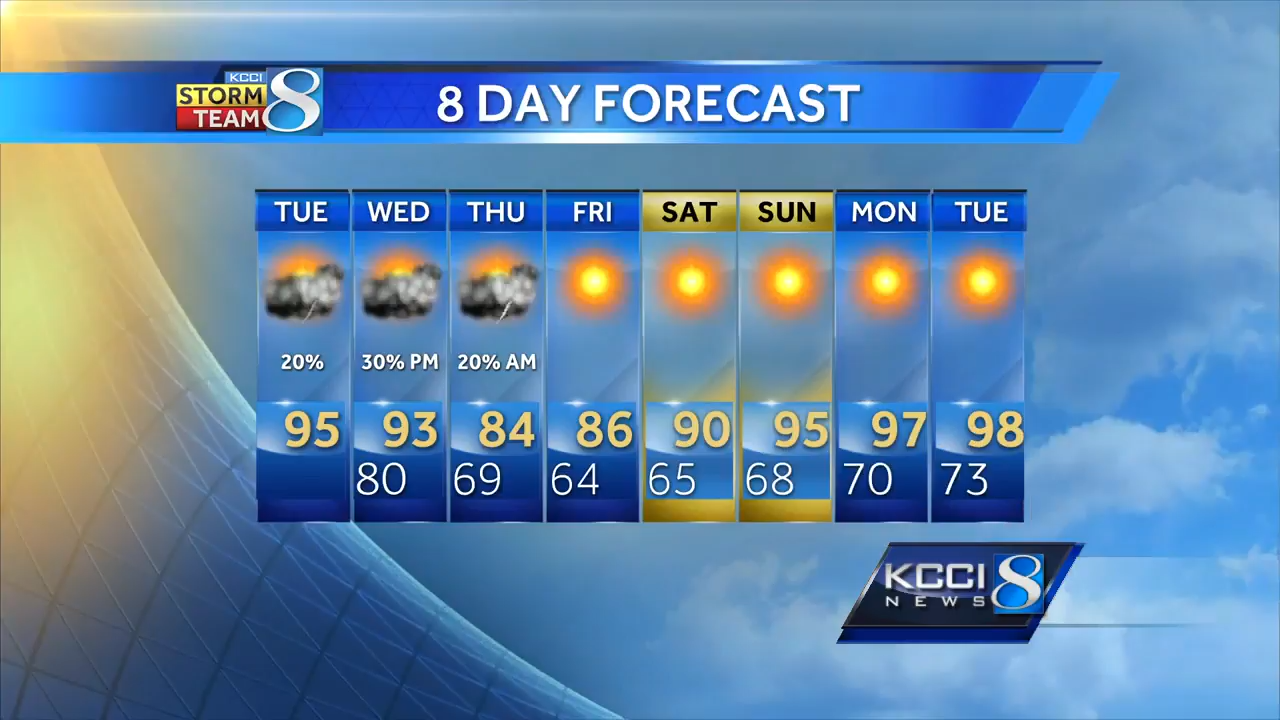 KCCI
STORM
TEAM 8
8 DAY FORECAST
TUE WED THU FRI SAT SUN MON TUE
20% 30% PM 20% AM
95 93 84 86 90 95 97 98
80 69 64 65 68 70 73
KCCI 8
NEWS